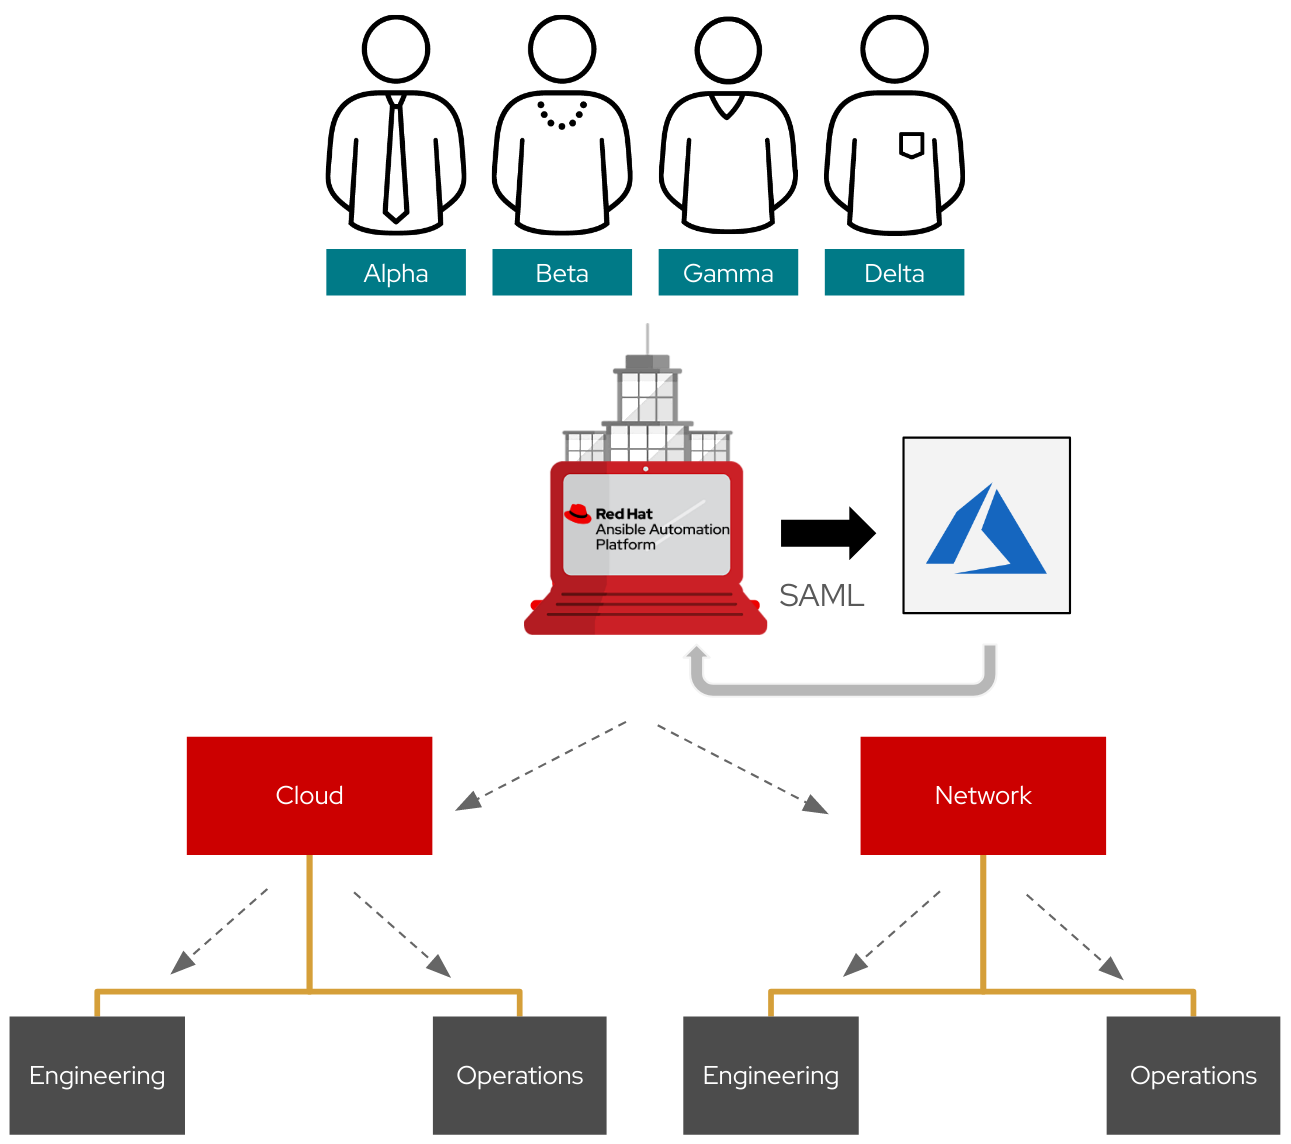 Alpha
Beta
Gamma
Delta
Red Hat
Ansible Automation
Platform
SAML
Cloud
Network
Engineering
Operations
Engineering
Operations